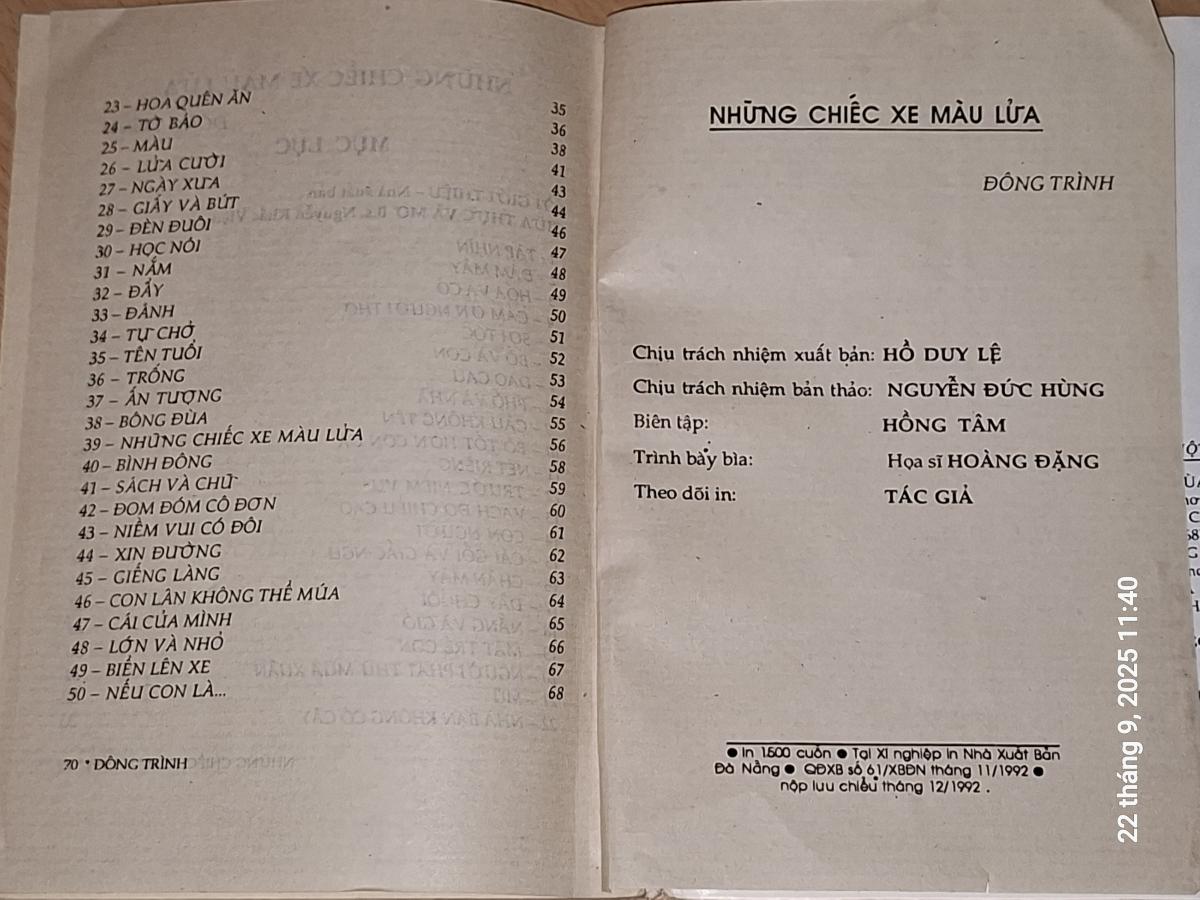 23 – HOA QUÊN ĂN 35
24 – TỜ BÁO 36
25 – MÀU 38
26 – LỬA CƯỜI 41
27 – NGÀY XƯA 43
28 – GIẤY VÀ BÚT 44
29 – ĐÈN ĐUÔI 46
30 – HỌC NÓI 47
31 – NẮM 48
32 – ĐẨY 49
33 – ĐÁNH 50
34 – TỰ CHỞ 51
35 – TÊN TUỔI 52
36 – TRỐNG 53
37 – ẤN TƯỢNG 54
38 – BÔNG ĐÙA 55
39 – NHỮNG CHIẾC XE MÀU LỬA 56
40 – BÌNH ĐÔNG 58
41 – SÁCH VÀ CHỮ 59
42 – ĐOM ĐÓM CÔ ĐƠN 60
43 – NIỀM VUI CÓ ĐÔI 61
44 – XIN ĐƯỜNG 62
45 – GIẾNG LÀNG 63
46 – CON LÂN KHÔNG THỂ MÚA 64
47 – CÁI CỦA MÌNH 65
48 – LỚN VÀ NHỎ 66
49 – BIỂN LÊN XE 67
50 – NẾU CON LÀ... 68
70 * ĐÔNG TRÌNH
NHỮNG CHIẾC XE MÀU LỬA
ĐÔNG TRÌNH
Chịu trách nhiệm xuất bản: HỒ DUY LỆ
Chịu trách nhiệm bản thảo: NGUYỄN ĐỨC HÙNG
Biên tập: HỒNG TÂM
Trình bảy bìa: Họa sĩ HOÀNG ĐẶNG
Theo dõi in: TÁC GIẢ
● In 1.500 cuốn ● Tại Xí nghiệp in Nhà Xuất Bản
Đà Nẵng ● QĐXB số 61/XBĐN tháng 11/1992 ●
nộp lưu chiểu tháng 12/1992 .
22 tháng 9, 2025 11:40